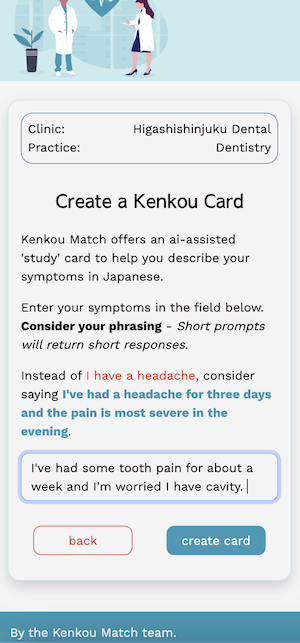 Clinic: Higashishinjuku Dental
Practice: Dentistry
Create a Kenkou Card
Kenkou Match offers an ai-assisted
'study' card to help you describe your
symptoms in Japanese.
Enter your symptoms in the field below.
Consider your phrasing - Short prompts
will return short responses.
Instead of I have a headache, consider
saying I've had a headache for three days
and the pain is most severe in the
evening.
I've had some tooth pain for about a
week and I'm worried I have cavity.
back create card
By the Kenkou Match team.